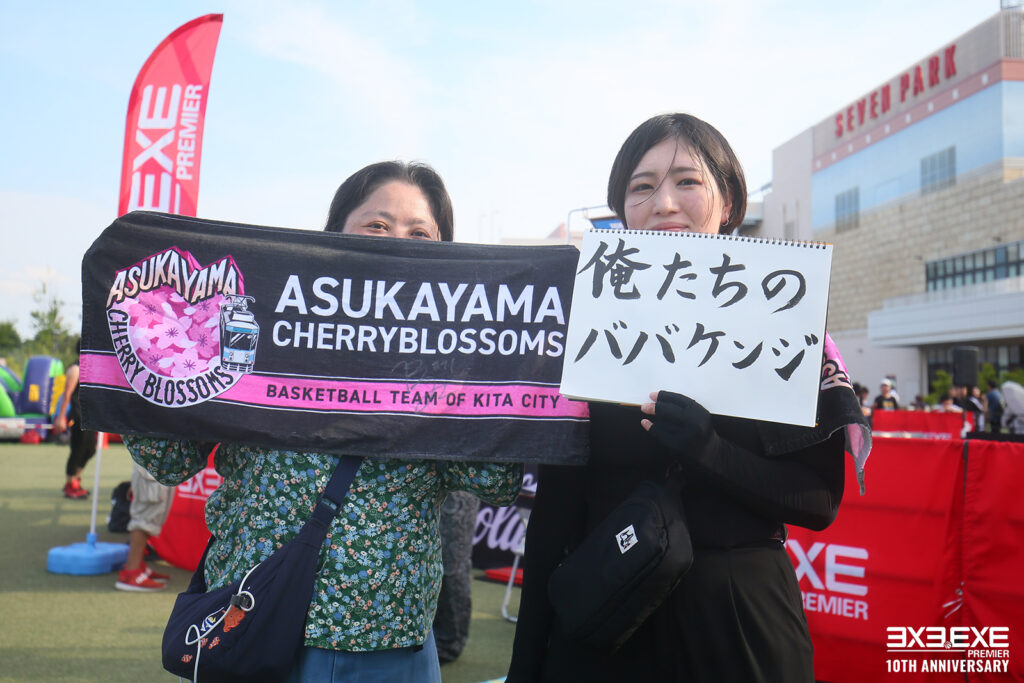 EXE
PREMIER
SEVEN PARK
ASUKAYAMA
CHERRY BLOSSOMS
ASUKAYAMA
CHERRYBLOSSOMS
BASKETBALL TEAM OF KITA CITY
俺たちの
ババケンジ
EXE
PREMIER
3X3.EXE
PREMIER
10TH ANNIVERSARY